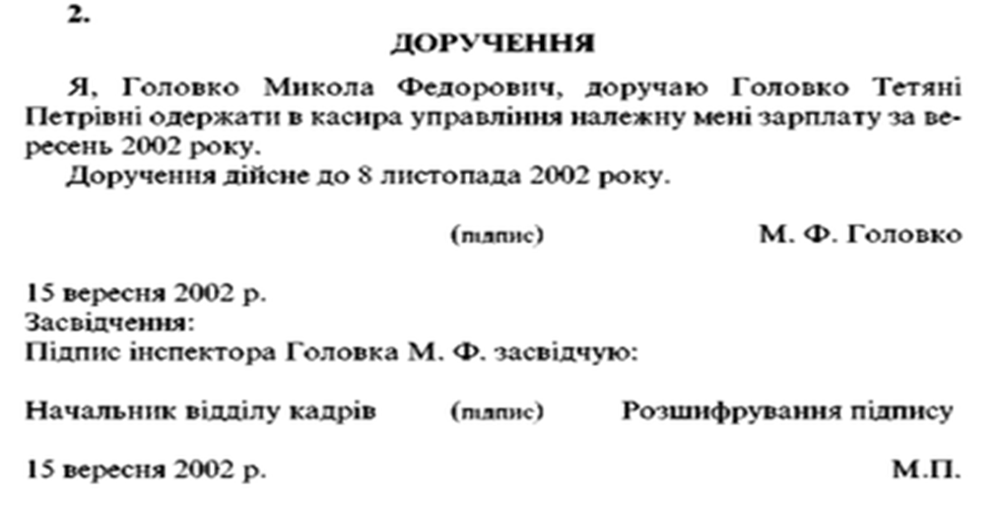 2.
ДОРУЧЕННЯ
Я, Головко Микола Федорович, доручаю Головко Тетяні
Петрівні одержати в касира управління належну мені зарплату за ве-
ресень 2002 року.
Доручення дійсне до 8 листопада 2002 року.
(підпис) М. Ф. Головко
15 вересня 2002 р.
Засвідчення:
Підпис інспектора Головка М. Ф. засвідчую:
Начальник відділу кадрів (підпис) Розшифрування підпису
15 вересня 2002 р. М.П.